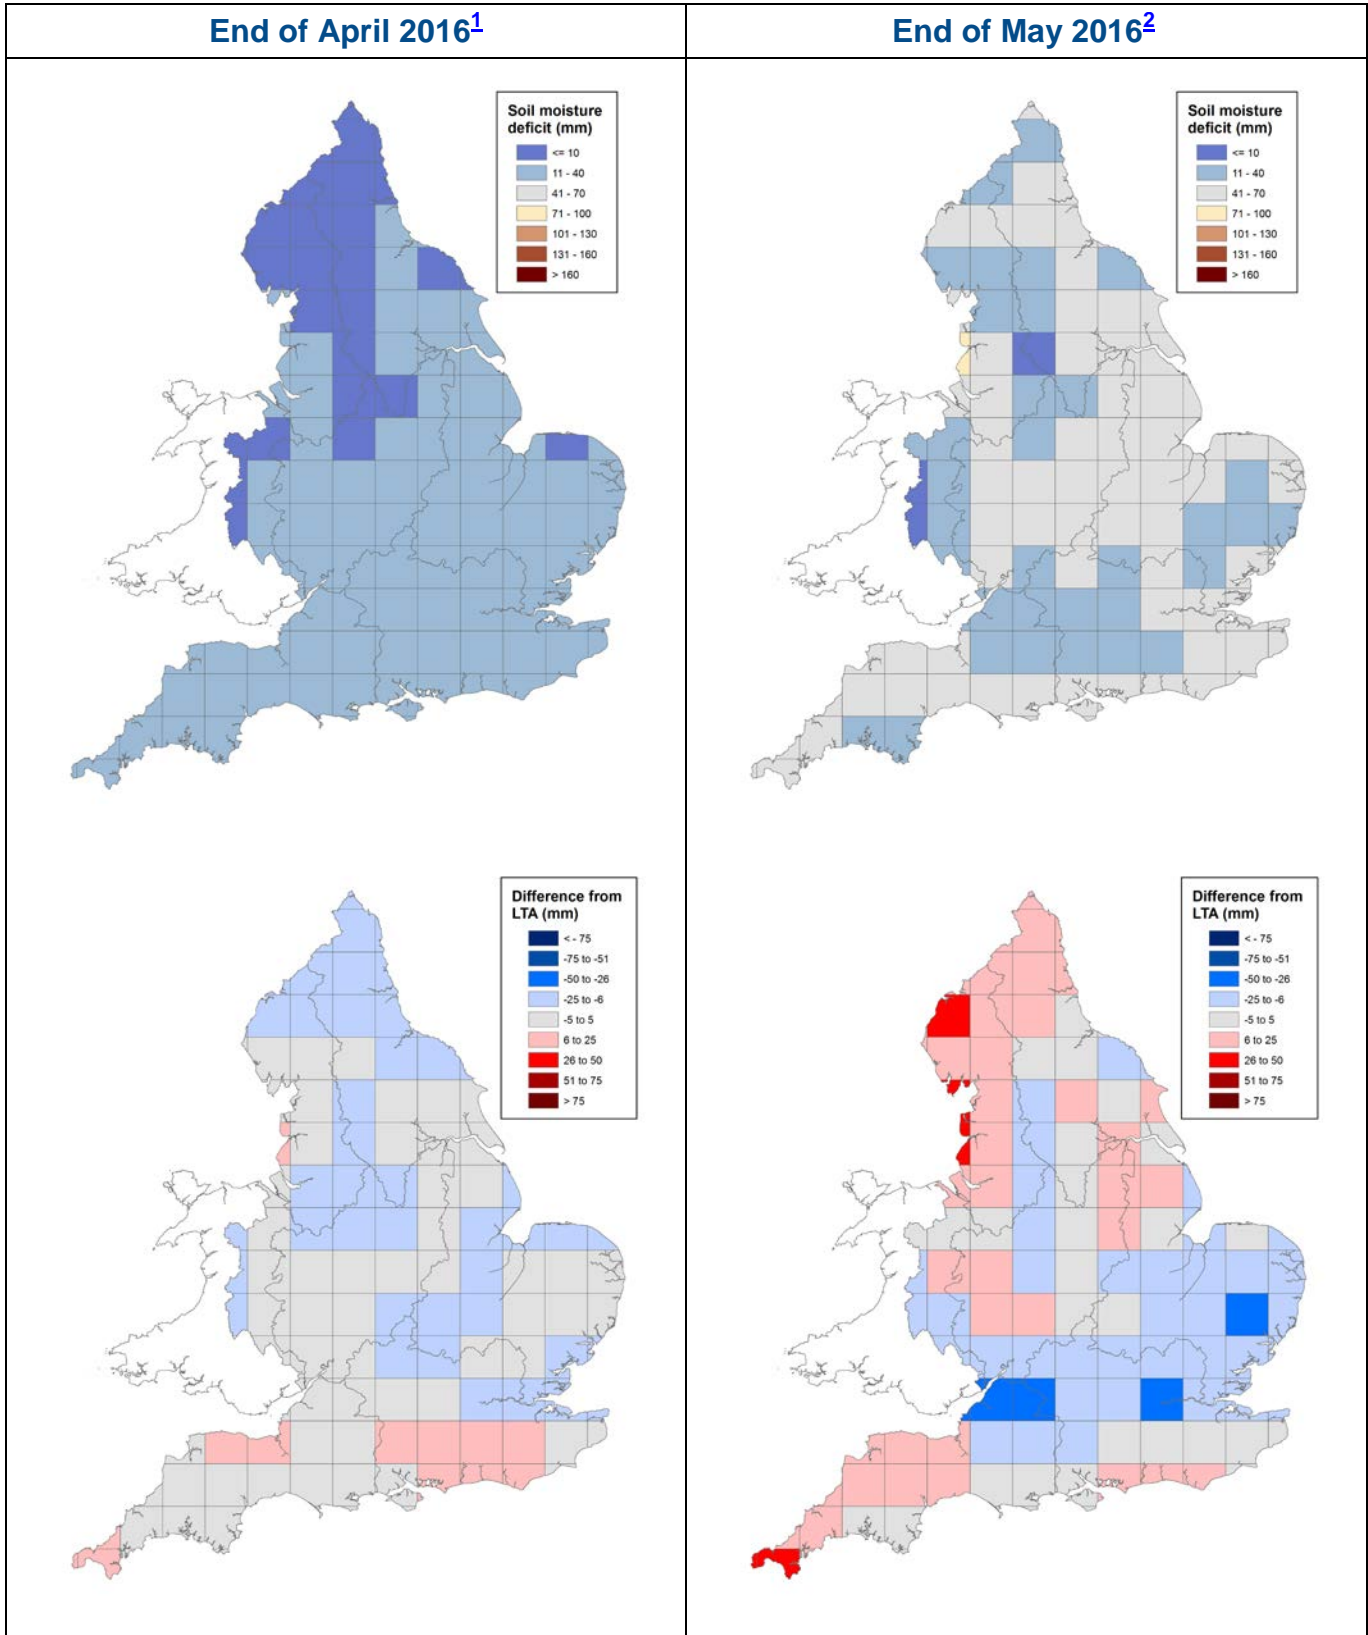 End of April 2016¹
End of May 2016²
Soil moisture
deficit (mm)
<= 10
11 - 40
41 - 70
71 - 100
101 - 130
131 - 160
> 160
Soil moisture
deficit (mm)
<= 10
11 - 40
41 - 70
71 - 100
101 - 130
131 - 160
> 160
Difference from
LTA (mm)
< - 75
-75 to -51
-50 to -26
-25 to -6
-5 to 5
6 to 25
26 to 50
51 to 75
> 75
Difference from
LTA (mm)
< - 75
-75 to -51
-50 to -26
-25 to -6
-5 to 5
6 to 25
26 to 50
51 to 75
> 75